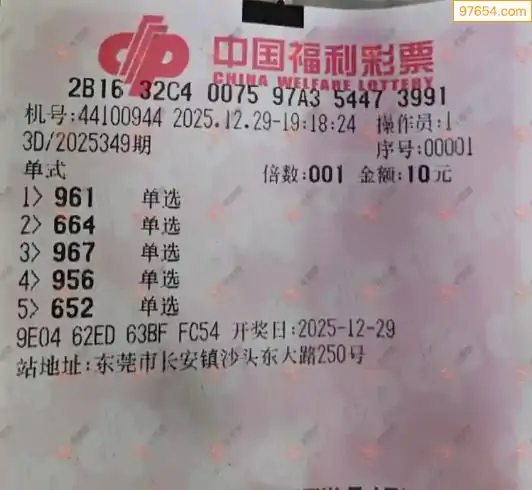 97654.com
中国福利彩票
CHINA WELFARE LOTTERY
2B16 32C4 0075 97A3 5447 3991
机号:44100944 2025.12.29-19:18:24 操作员:1
3D/2025349期 序号:00001
单式 倍数:001 金额:10元
1> 961 单选
2> 664 单选
3> 967 单选
4> 956 单选
5> 652 单选
9E04 62ED 63BF FC54 开奖日:2025-12-29
站地址:东莞市长安镇沙头东大路250号